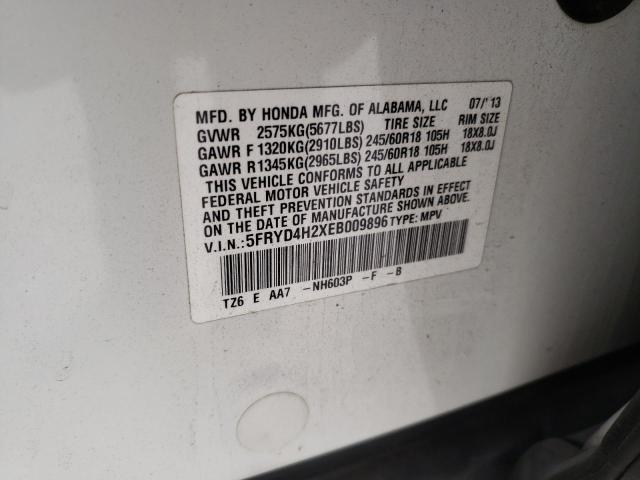 MFD. BY HONDA MFG. OF ALABAMA, LLC 07/'13
GVWR 2575KG(5677LBS) TIRE SIZE RIM SIZE
GAWR F 1320KG(2910LBS) 245/60R18 105H 18X8.0J
GAWR R1345KG(2965LBS) 245/60R18 105H 18X8.0J
THIS VEHICLE CONFORMS TO ALL APPLICABLE
FEDERAL MOTOR VEHICLE SAFETY
AND THEFT PREVENTION STANDARDS IN EFFECT
ON THE DATE OF MANUFACTURE SHOWN ABOVE.
V.I.N.:5FRYD4H2XEB009896 TYPE: MPV
TZ6 E AA7 -NH603P -F -B